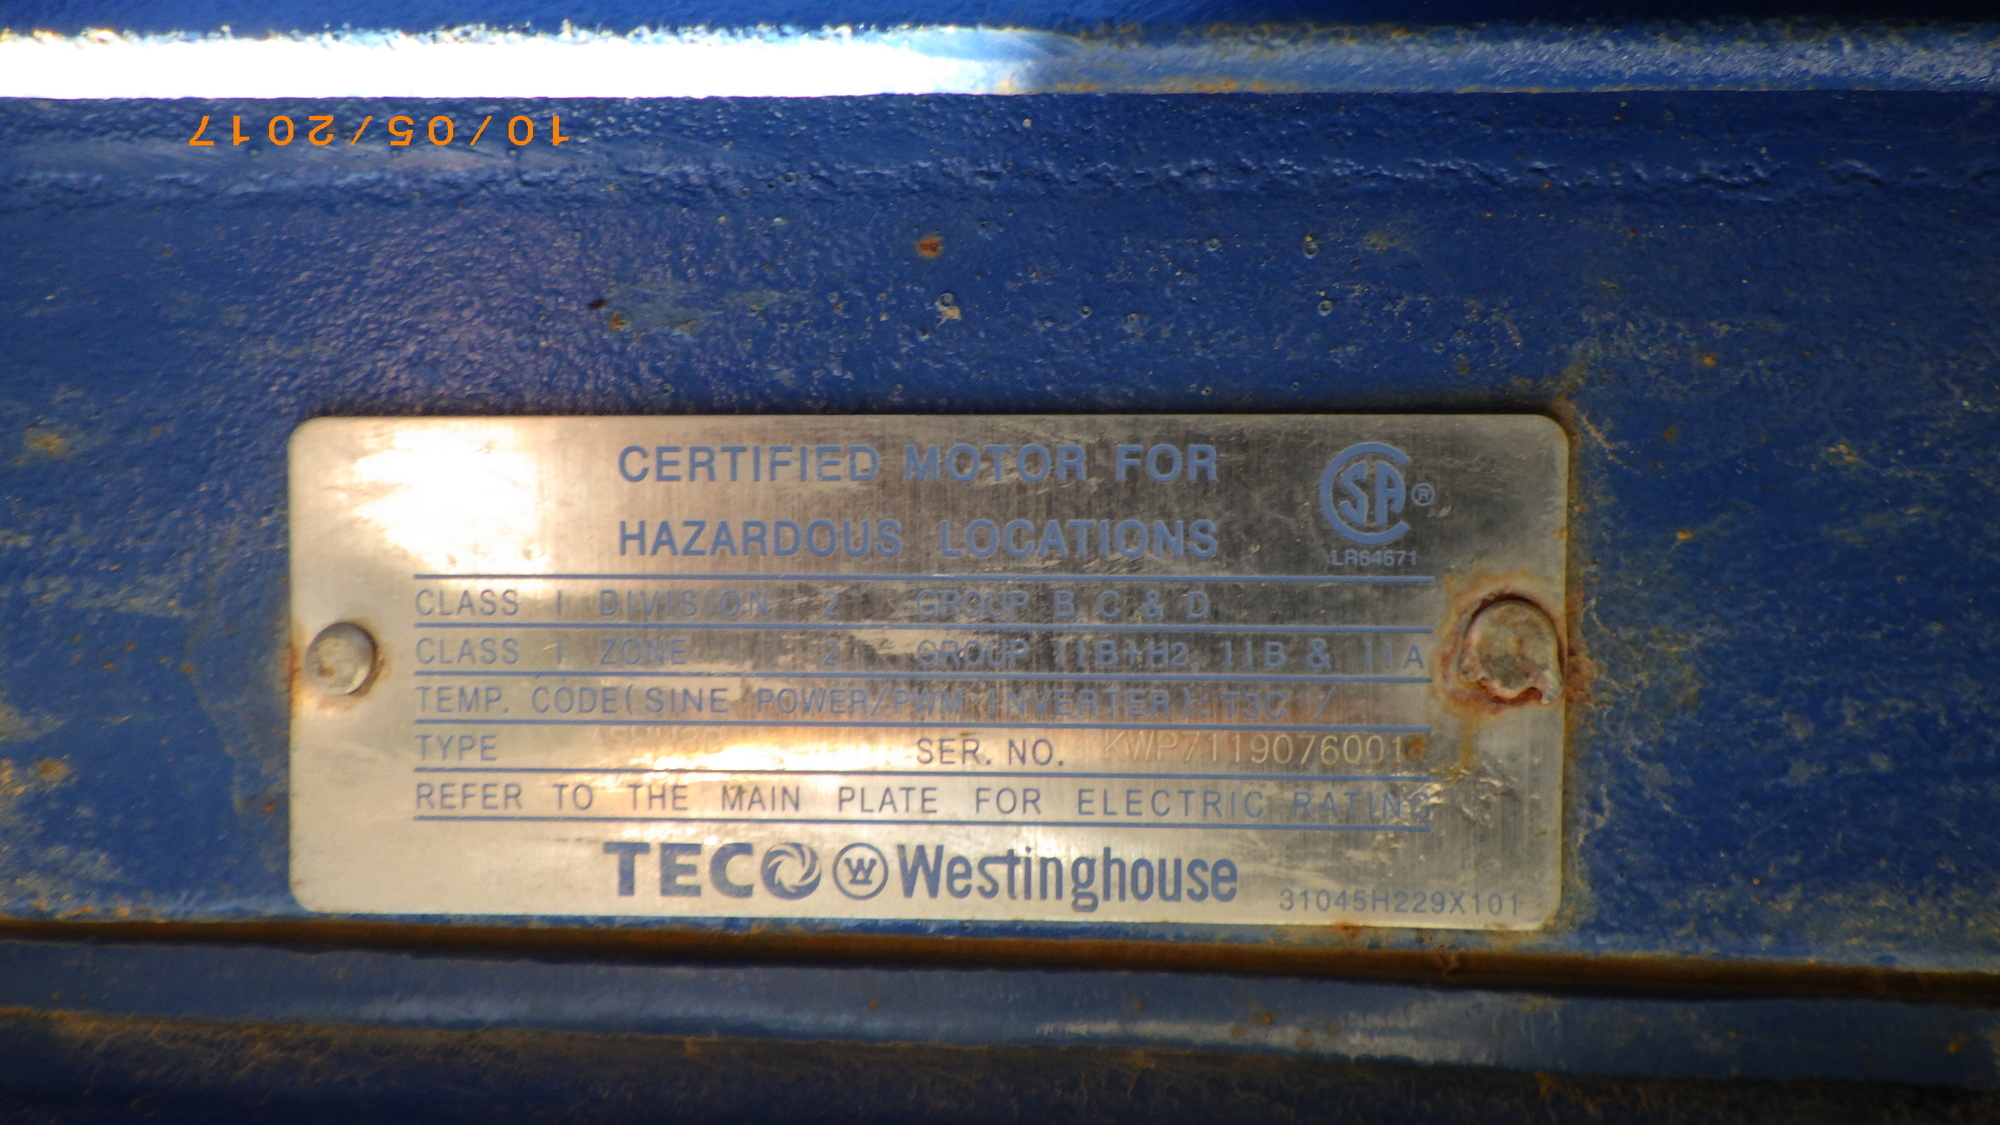 10/05/2017
CERTIFIED MOTOR FOR
HAZARDOUS LOCATIONS
CSA®
LR64671
CLASS I DIVISION 2 GROUP B C & D
CLASS I ZONE 2 GROUP IIB+H2, IIB & IIA
TEMP. CODE(SINE POWER/PWM INVERTER): T3C /
TYPE SER. NO. KWP7119076001
REFER TO THE MAIN PLATE FOR ELECTRIC RATING
TECO W Westinghouse
31045H229X101